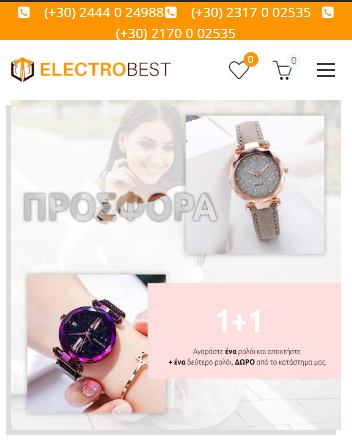 (+30) 2444 0 24988 (+30) 2317 0 02535
(+30) 2170 0 02535
ELECTROBEST
0
0
ΠΡΟΣΦΟΡΑ
1+1
Αγοράστε ένα ρολόι και αποκτήστε
+ ένα δεύτερο ρολόι, ΔΩΡΟ από το κατάστημα μας.